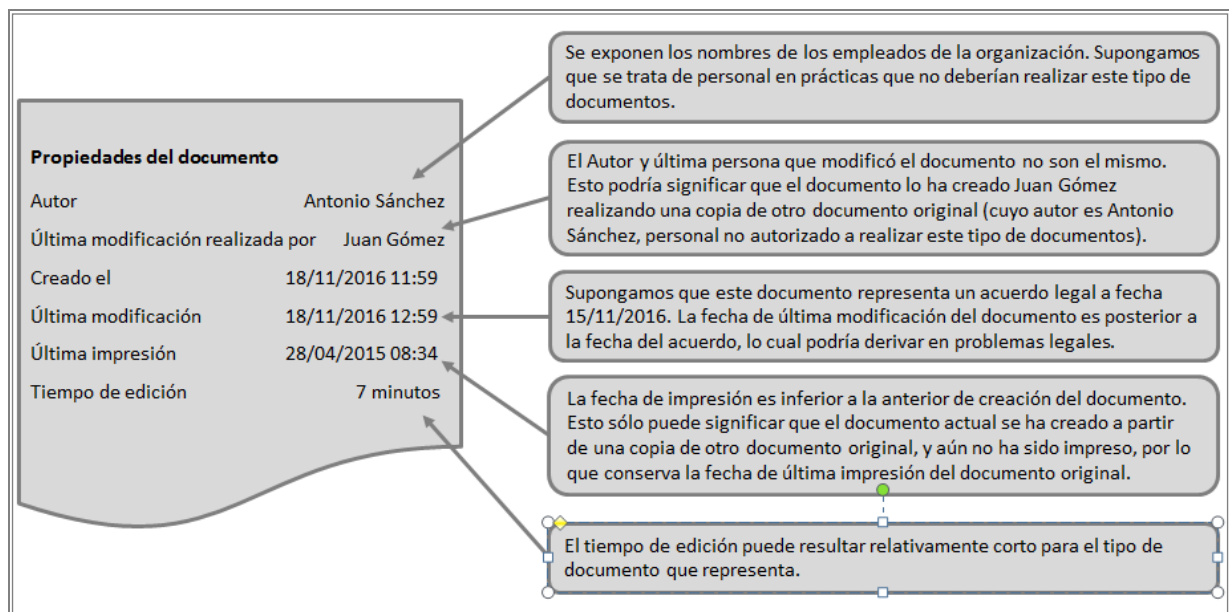 Propiedades del documento
Autor Antonio Sánchez
Última modificación realizada por Juan Gómez
Creado el 18/11/2016 11:59
Última modificación 18/11/2016 12:59
Última impresión 28/04/2015 08:34
Tiempo de edición 7 minutos
Se exponen los nombres de los empleados de la organización. Supongamos
que se trata de personal en prácticas que no deberían realizar este tipo de
documentos.
El Autor y última persona que modificó el documento no son el mismo.
Esto podría significar que el documento lo ha creado Juan Gómez
realizando una copia de otro documento original (cuyo autor es Antonio
Sánchez, personal no autorizado a realizar este tipo de documentos).
Supongamos que este documento representa un acuerdo legal a fecha
15/11/2016. La fecha de última modificación del documento es posterior a
la fecha del acuerdo, lo cual podría derivar en problemas legales.
La fecha de impresión es inferior a la anterior de creación del documento.
Esto sólo puede significar que el documento actual se ha creado a partir
de una copia de otro documento original, y aún no ha sido impreso, por lo
que conserva la fecha de última impresión del documento original.
El tiempo de edición puede resultar relativamente corto para el tipo de
documento que representa.